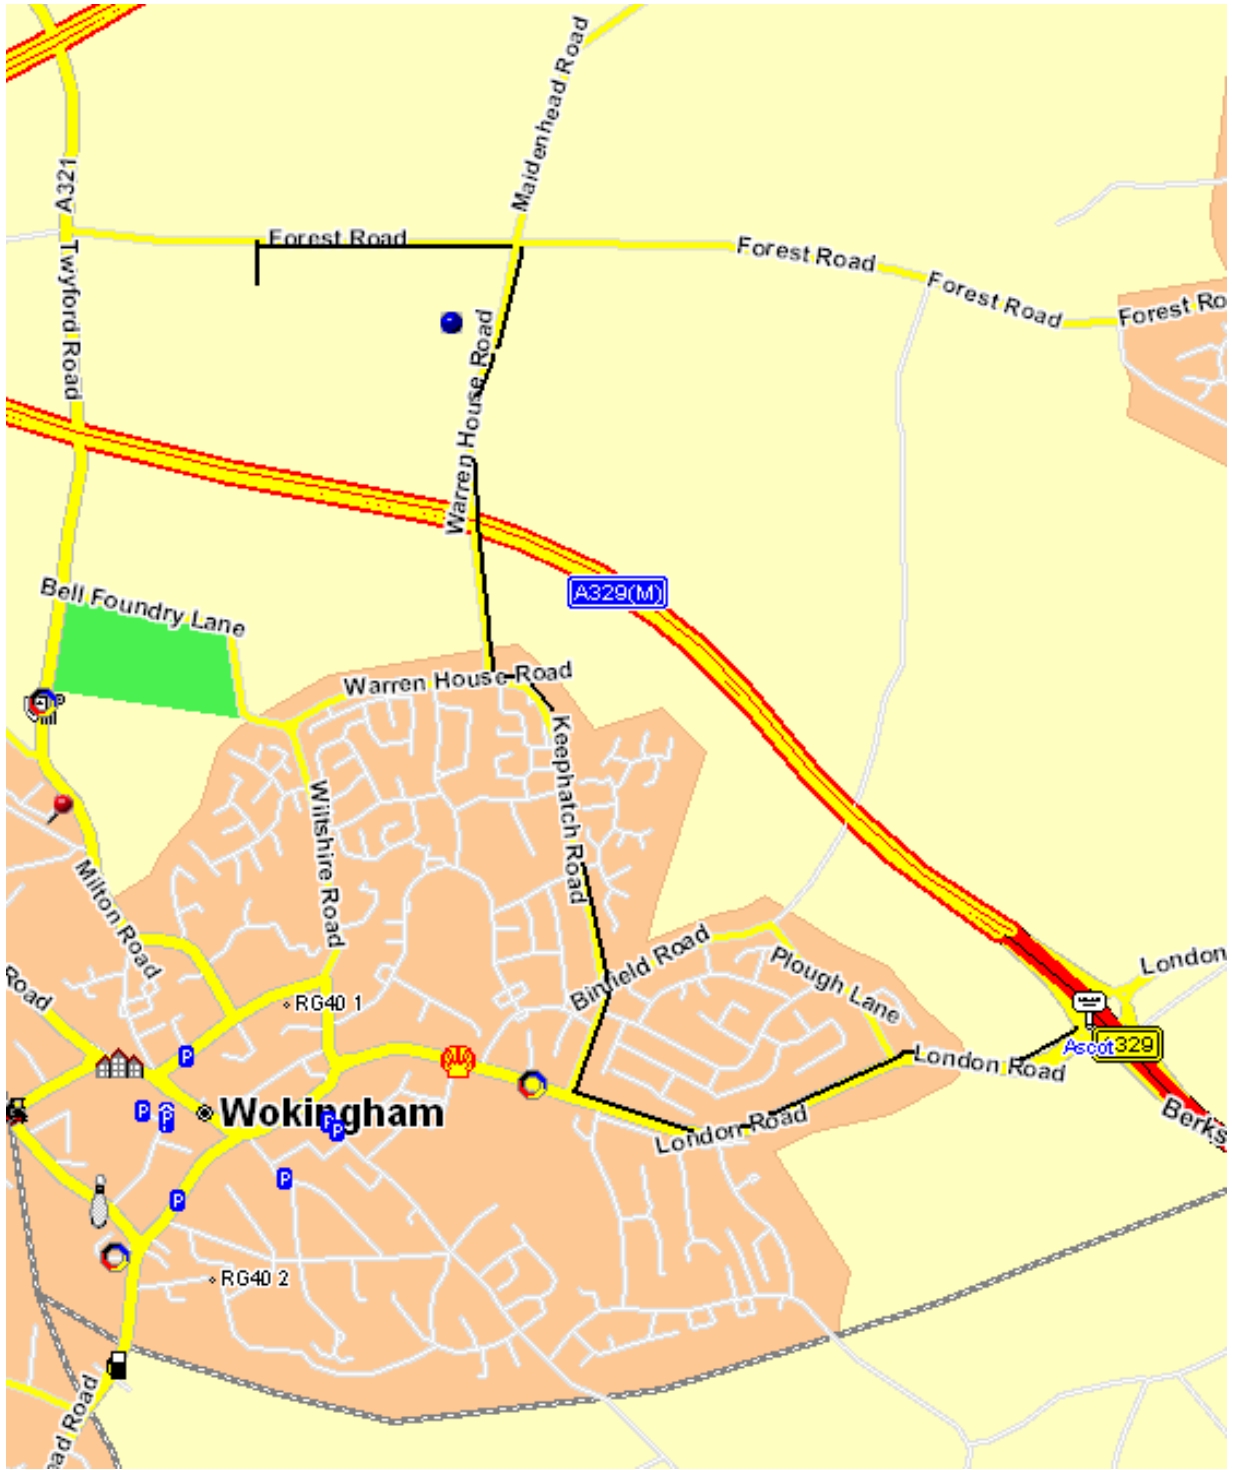 Maidenhead Road
A321
Twyford Road
Forest Road
Forest Road
Forest Road
Forest Ro
Warren House Road
A329(M)
Bell Foundry Lane
Warren House Road
Keephatch Road
Wiltshire Road
Milton Road
Road
Binfield Road
Plough Lane
London
RG40 1
Ascot
329
London Road
Berks
P
P
P
Wokingham
P
P
London Road
P
P
RG40 2
ead Road